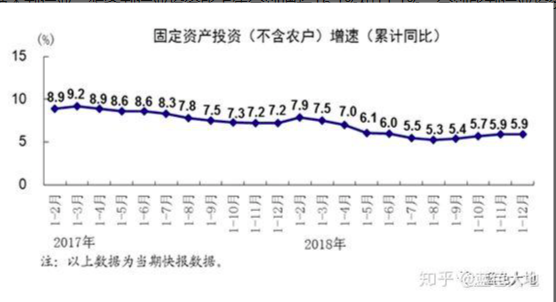 固定资产投资（不含农户）增速（累计同比）
(%)
15
10
5
0
8.9 9.2 8.9 8.6 8.6 8.3 7.8 7.5 7.3 7.2 7.2 7.9 7.5 7.0 6.1 6.0 5.5 5.3 5.4 5.7 5.9 5.9
1-2月 1-3月 1-4月 1-5月 1-6月 1-7月 1-8月 1-9月 1-10月 1-11月 1-12月 1-2月 1-3月 1-4月 1-5月 1-6月 1-7月 1-8月 1-9月 1-10月 1-11月 1-12月
2017年 2018年
注：以上数据为当期快报数据。
知乎 蓝色大地